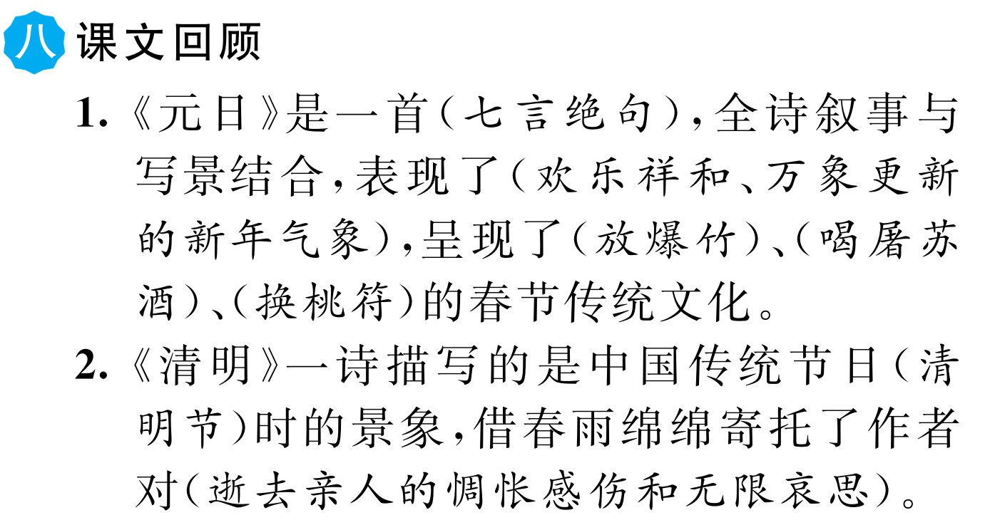 八 课文回顾
1.《元日》是一首(七言绝句),全诗叙事与
写景结合,表现了(欢乐祥和、万象更新
的新年气象),呈现了(放爆竹)、(喝屠苏
酒)、(换桃符)的春节传统文化。
2.《清明》一诗描写的是中国传统节日(清
明节)时的景象,借春雨绵绵寄托了作者
对(逝去亲人的惆怅感伤和无限哀思)。